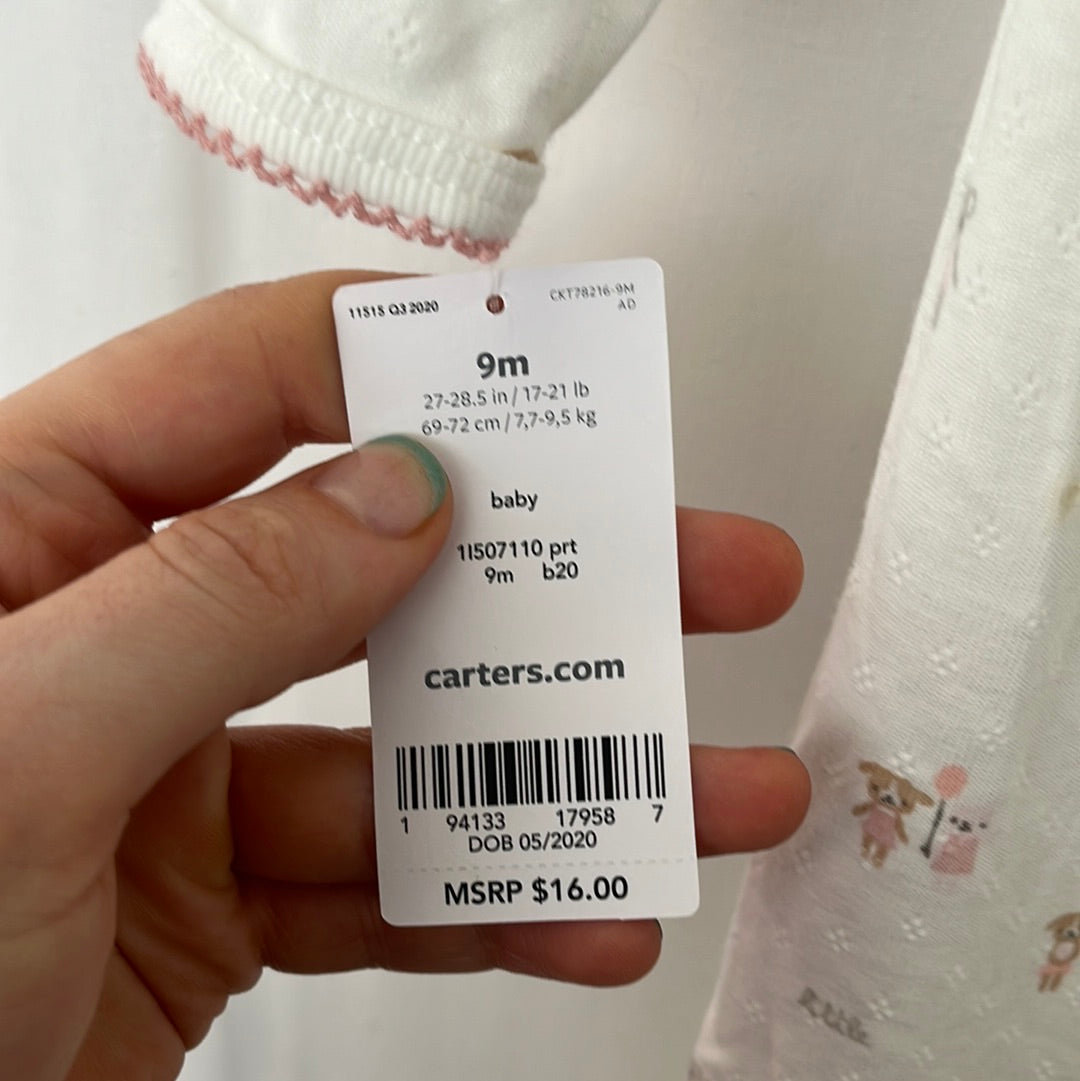 11515 Q3 2020
CKT78216-9M
AD
9m
27-28.5 in / 17-21 lb
69-72 cm / 7,7-9,5 kg
baby
1I507110 prt
9m b20
carters.com
1 94133 17958 7
DOB 05/2020
MSRP $16.00
little